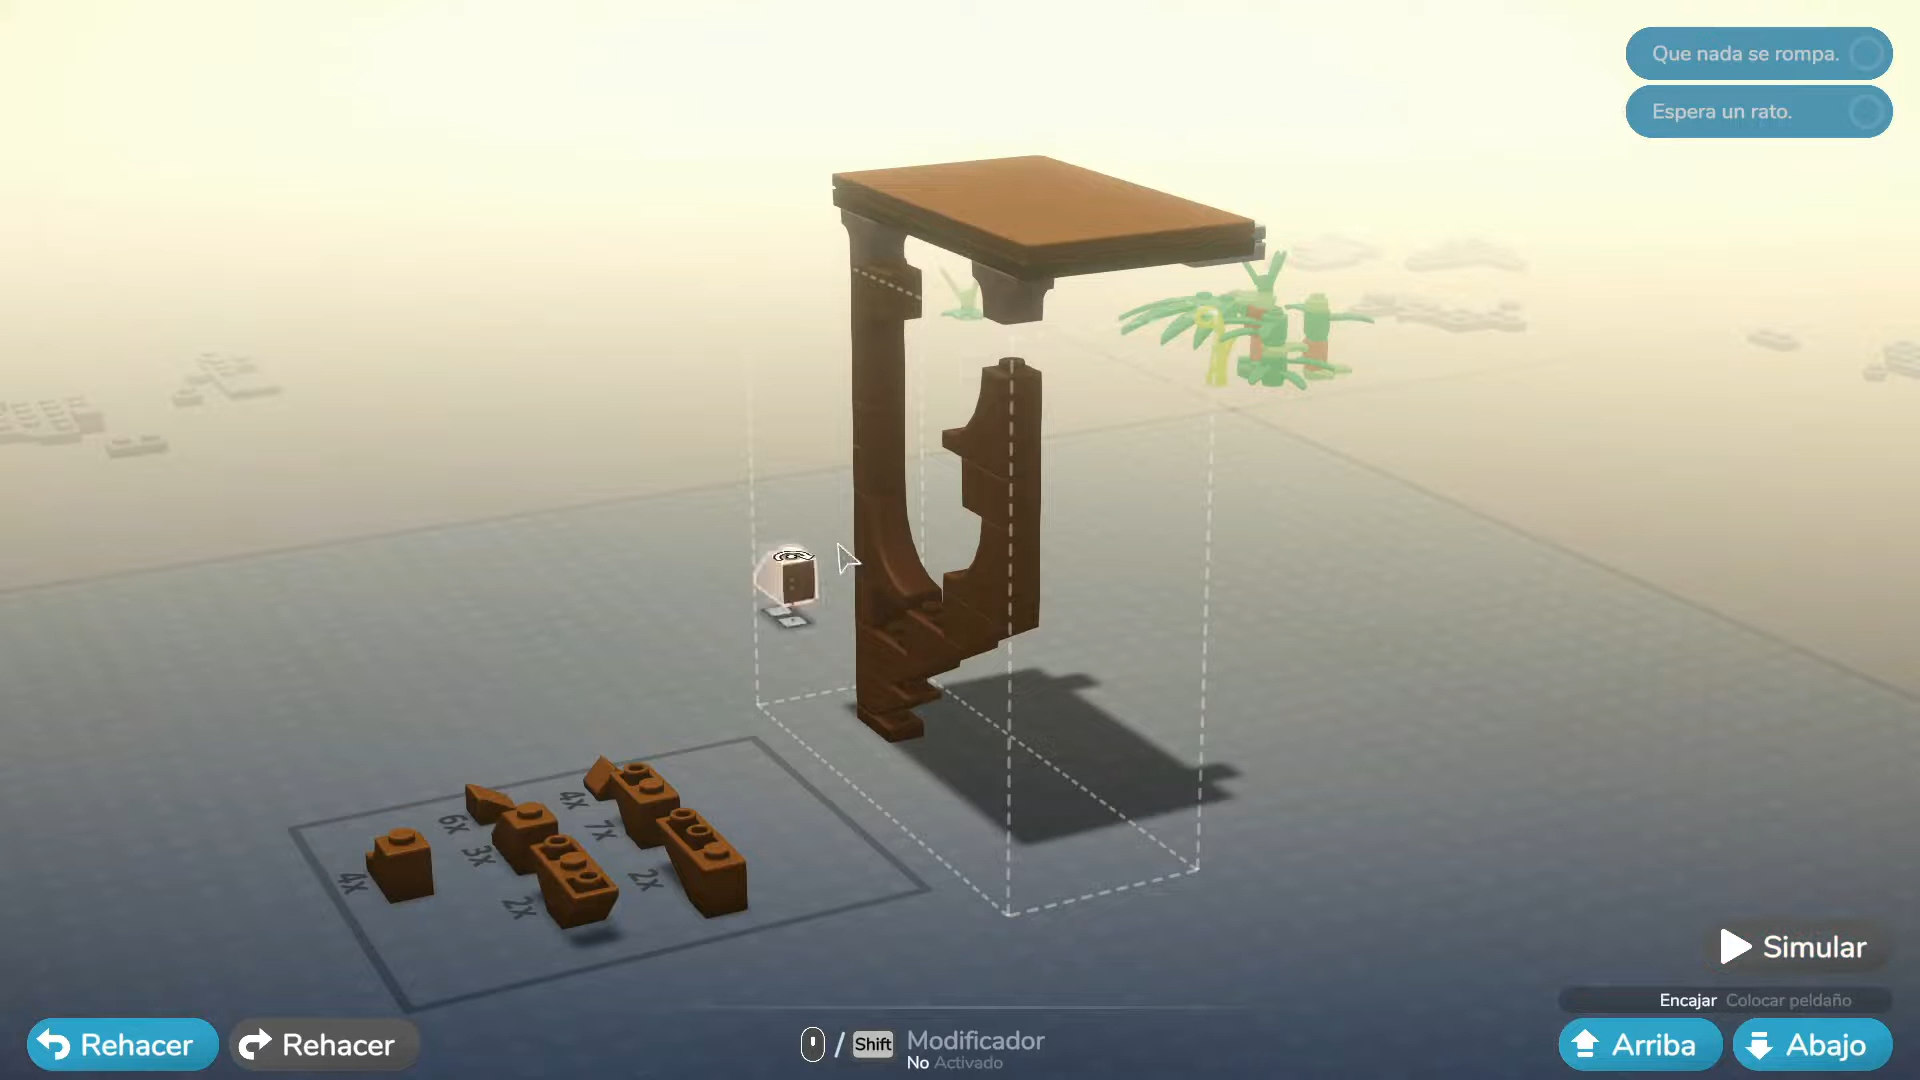 Que nada se rompa.
Espera un rato.
4x
6x
7x
3x
4x
2x
2x
Simular
Encajar Colocar peldaño
Rehacer
Rehacer
/ Shift Modificador
No Activado
Arriba
Abajo